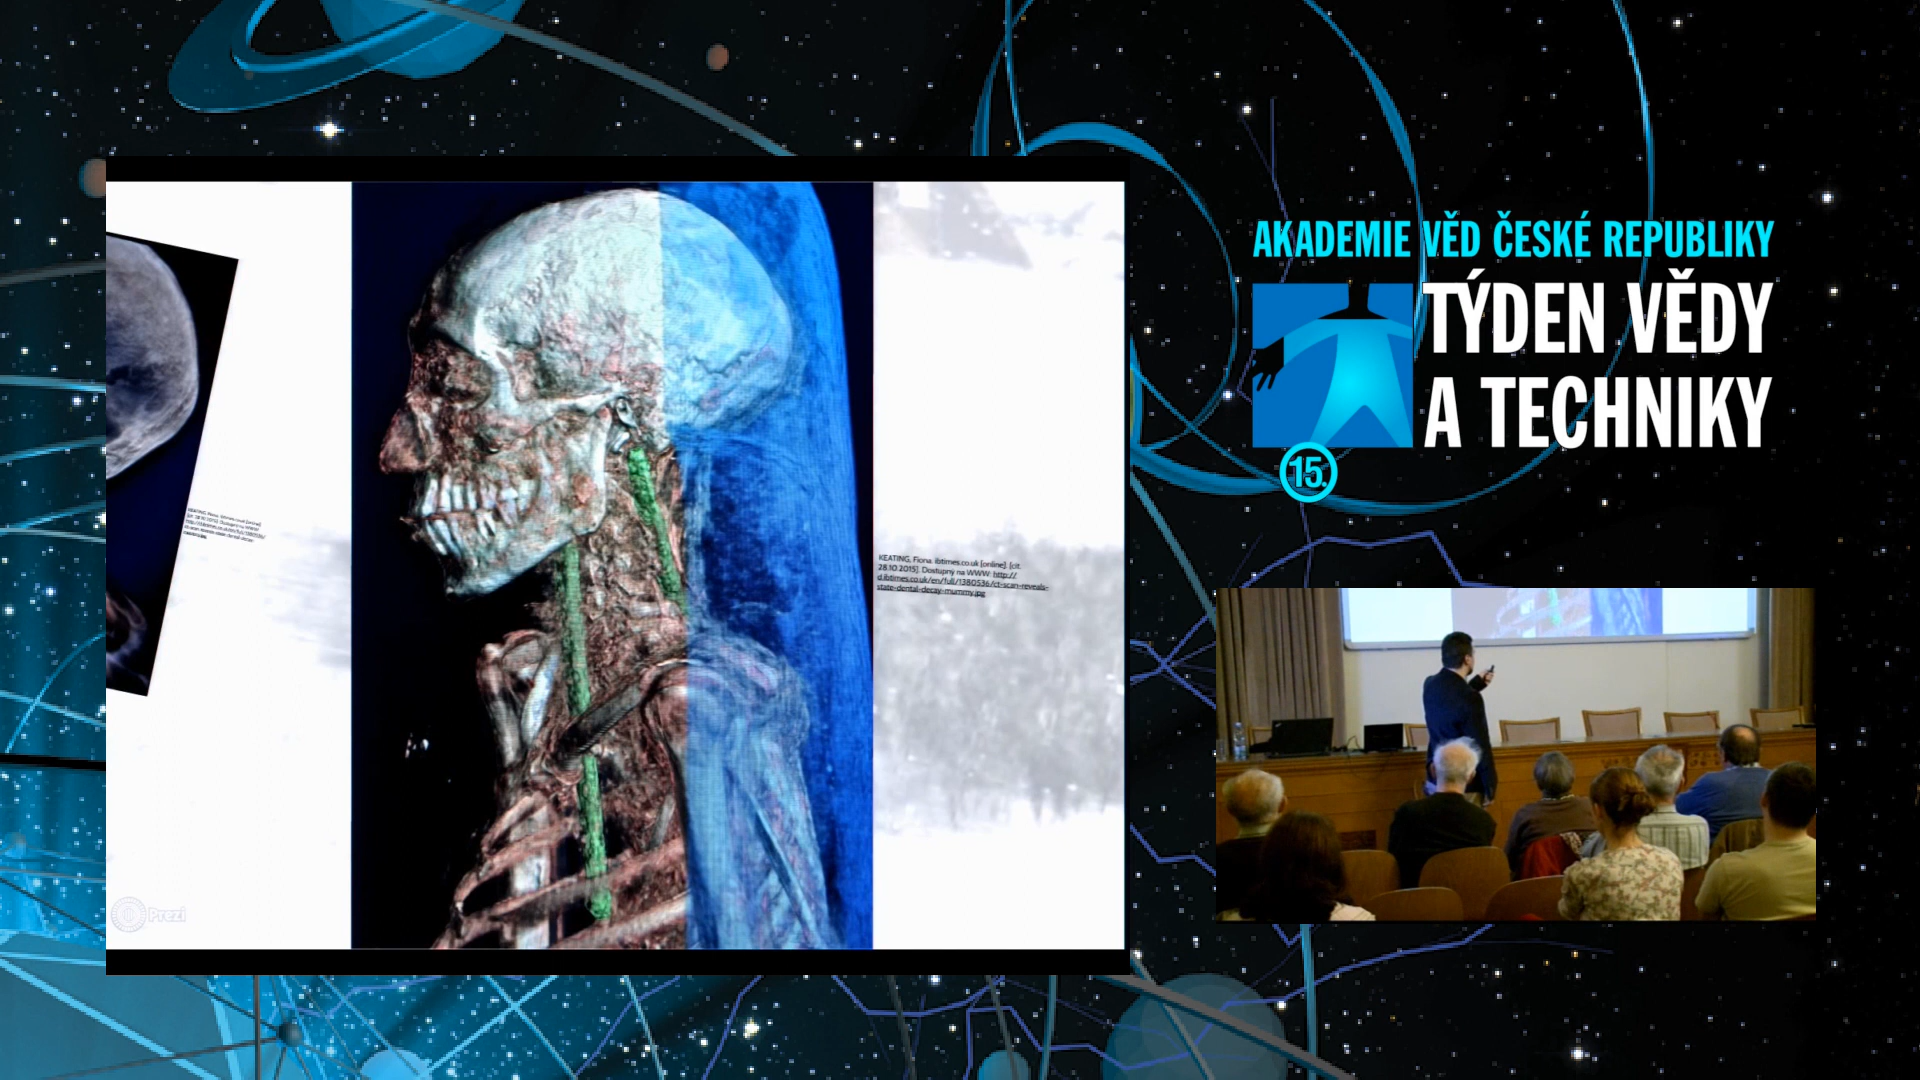 AKADEMIE VĚD ČESKÉ REPUBLIKY
TÝDEN VĚDY
A TECHNIKY
15.
KEATING, Fiona. ibtimes.co.uk [online]. [cit.
28.10.2015]. Dostupný na WWW: http://
d.ibtimes.co.uk/en/full/1380536/ct-scan-reveals-
state-dental-decay-mummy.jpg
Prezi